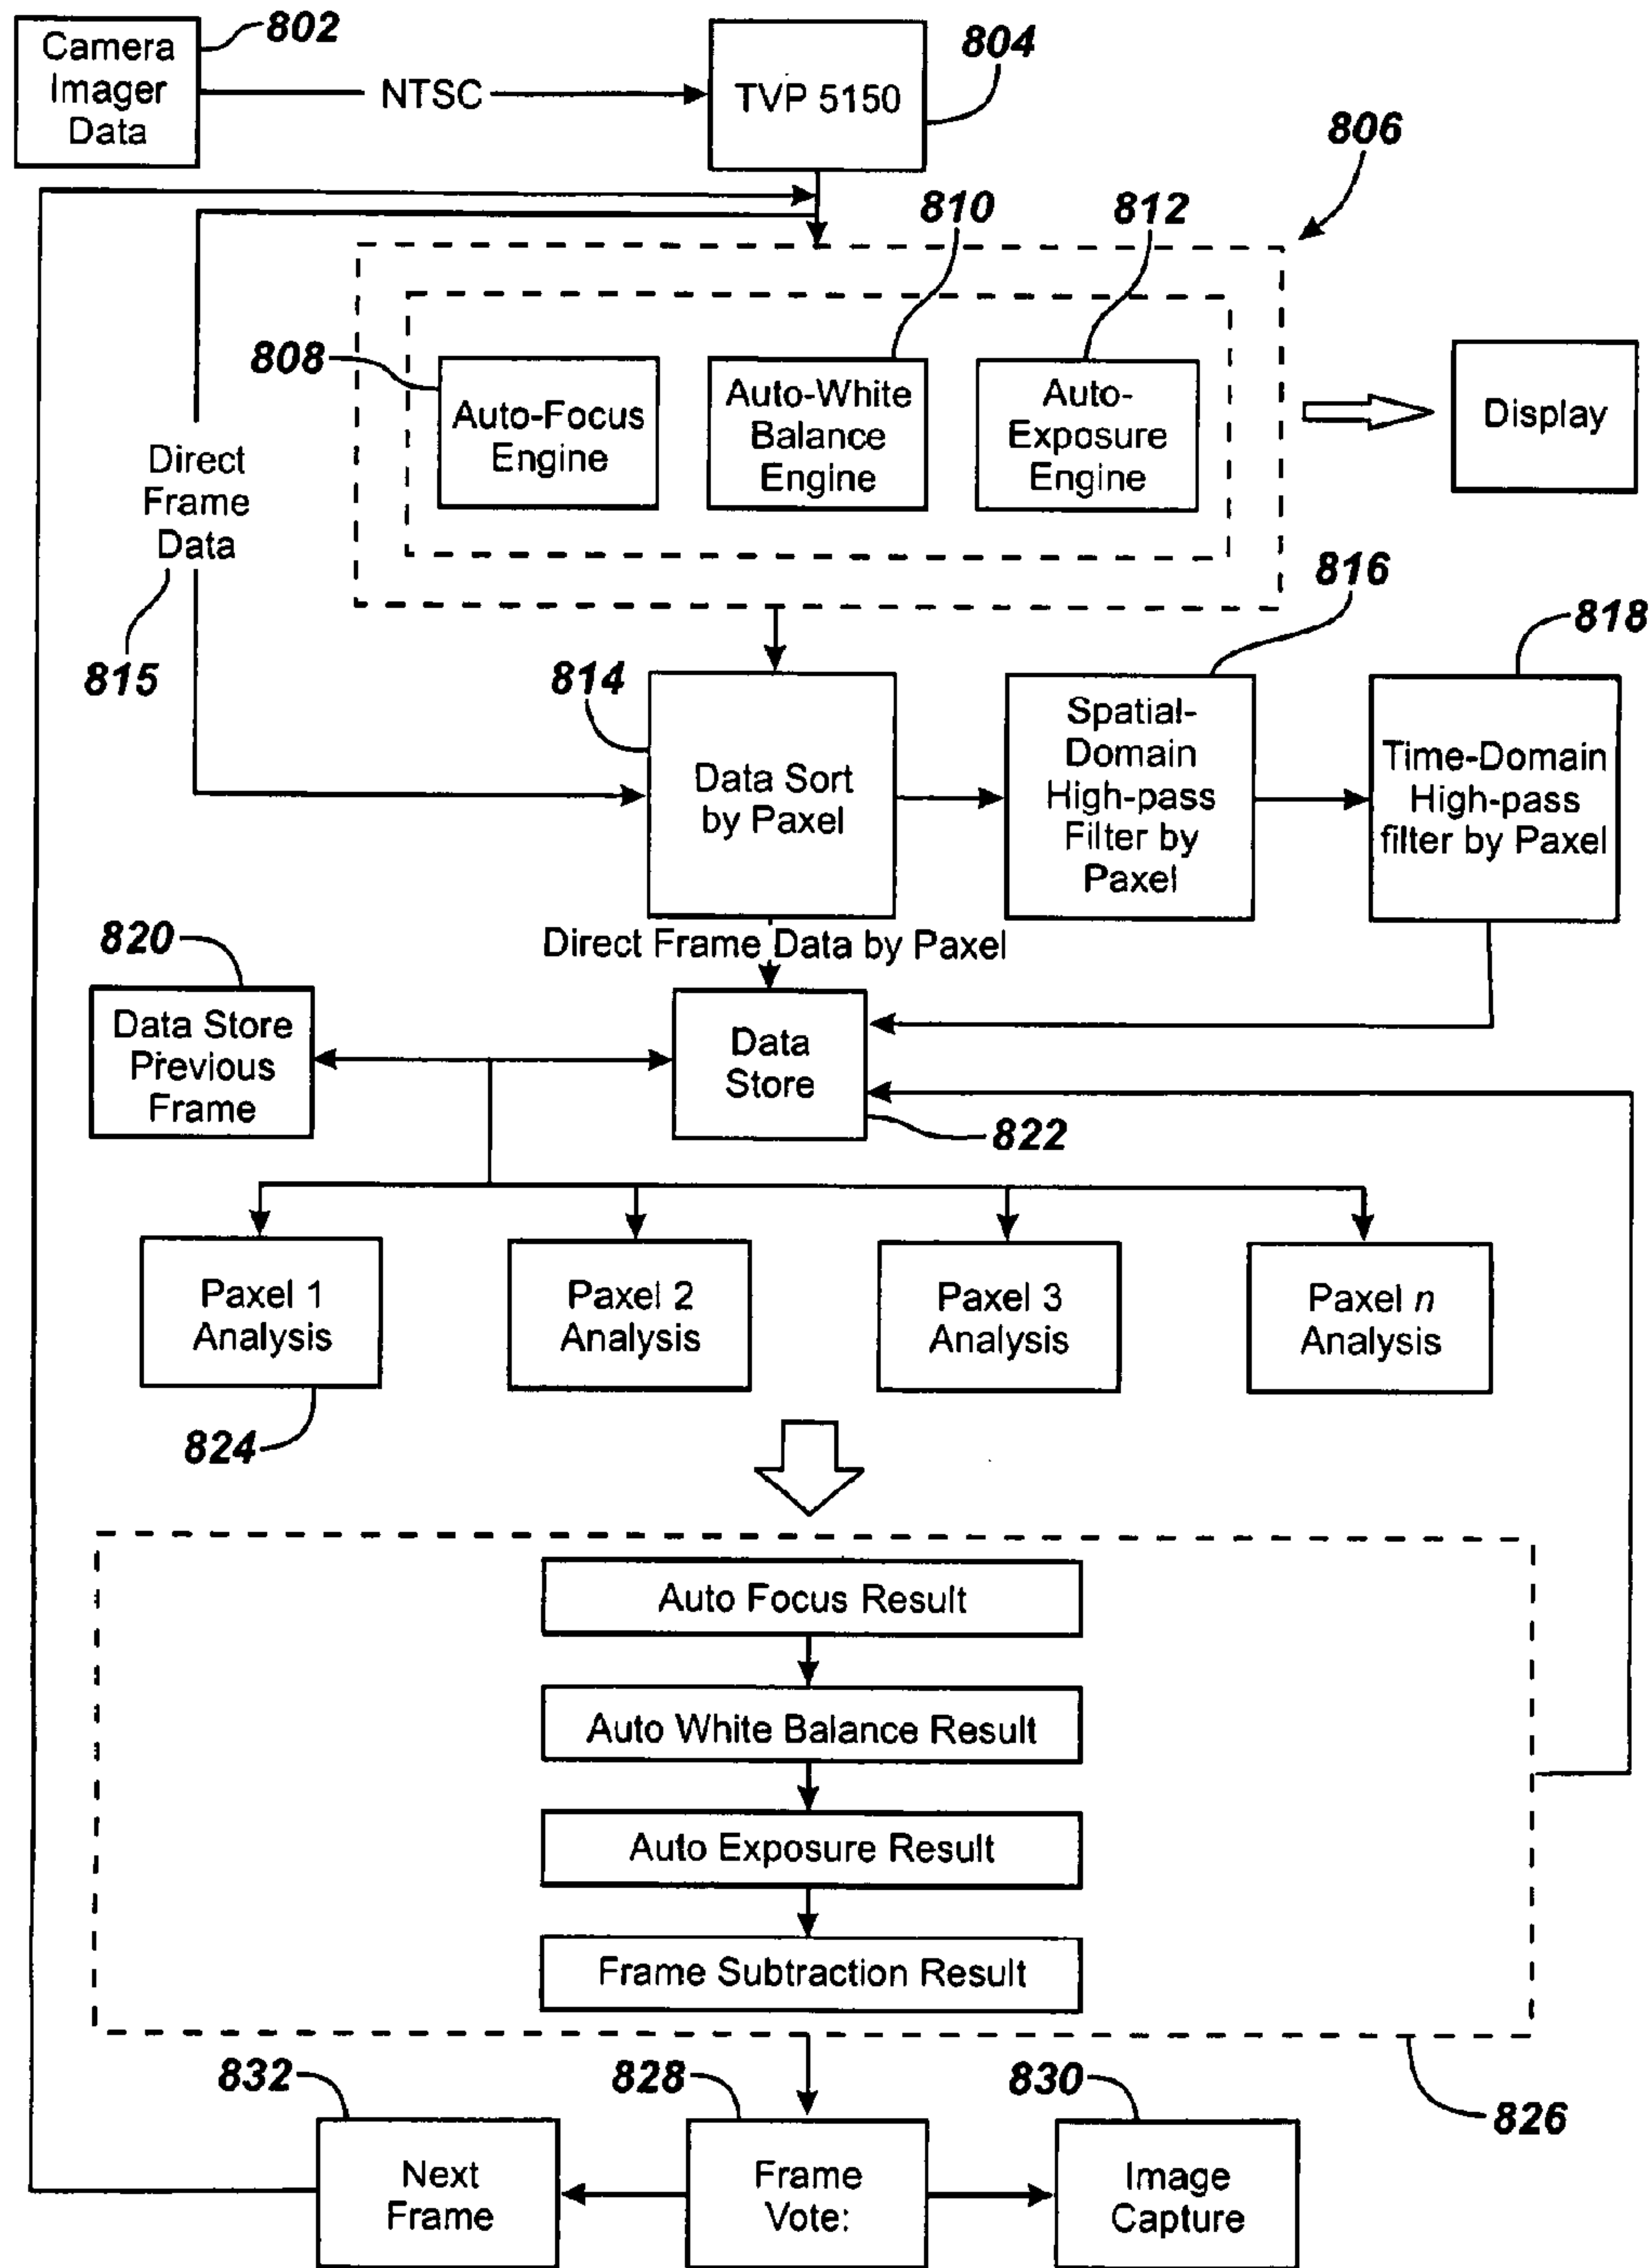 Camera
Imager
Data
802
NTSC
TVP 5150
804
806
810
812
808
Auto-Focus
Engine
Auto-White
Balance
Engine
Auto-
Exposure
Engine
Display
Direct
Frame
Data
815
814
816
818
Data Sort
by Paxel
Spatial-
Domain
High-pass
Filter by
Paxel
Time-Domain
High-pass
filter by Paxel
Direct Frame Data by Paxel
820
Data Store
Previous
Frame
Data
Store
822
Paxel 1
Analysis
Paxel 2
Analysis
Paxel 3
Analysis
Paxel n
Analysis
824
Auto Focus Result
Auto White Balance Result
Auto Exposure Result
Frame Subtraction Result
826
832
828
830
Next
Frame
Frame
Vote:
Image
Capture